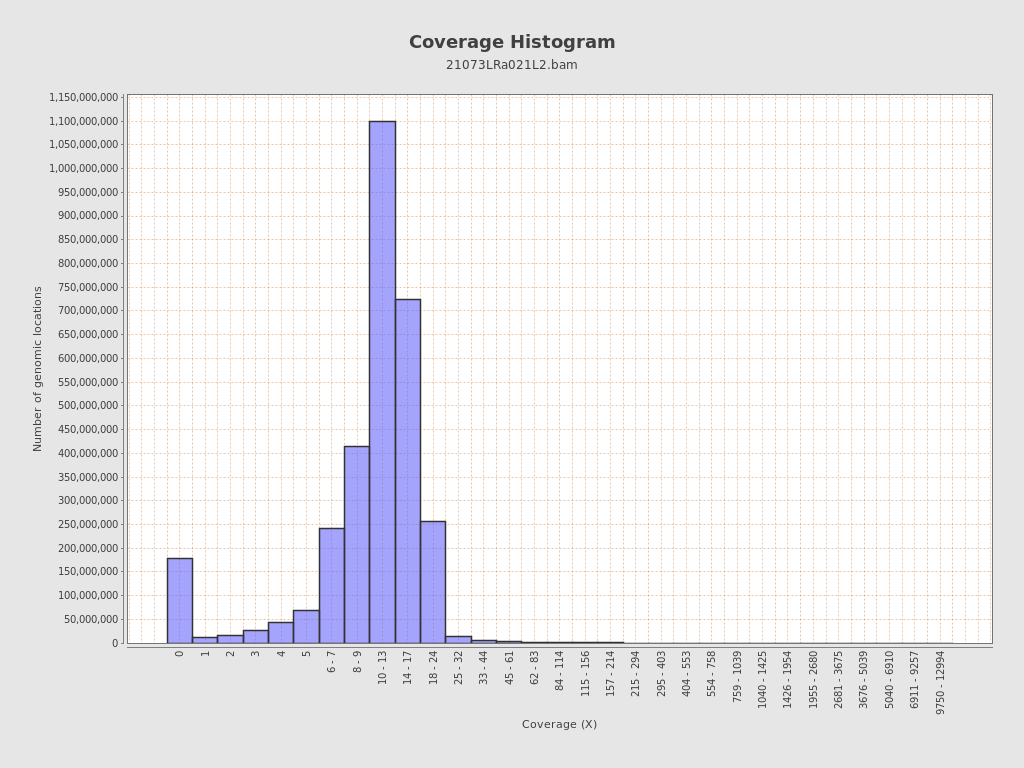 Coverage Histogram
21073LRa021L2.bam
1,150,000,000
1,100,000,000
1,050,000,000
1,000,000,000
950,000,000
900,000,000
850,000,000
800,000,000
750,000,000
700,000,000
650,000,000
600,000,000
550,000,000
500,000,000
450,000,000
400,000,000
350,000,000
300,000,000
250,000,000
200,000,000
150,000,000
100,000,000
50,000,000
0
Number of genomic locations
0
1
2
3
4
5
6 - 7
8 - 9
10 - 13
14 - 17
18 - 24
25 - 32
33 - 44
45 - 61
62 - 83
84 - 114
115 - 156
157 - 214
215 - 294
295 - 403
404 - 553
554 - 758
759 - 1039
1040 - 1425
1426 - 1954
1955 - 2680
2681 - 3675
3676 - 5039
5040 - 6910
6911 - 9257
9750 - 12994
Coverage (X)